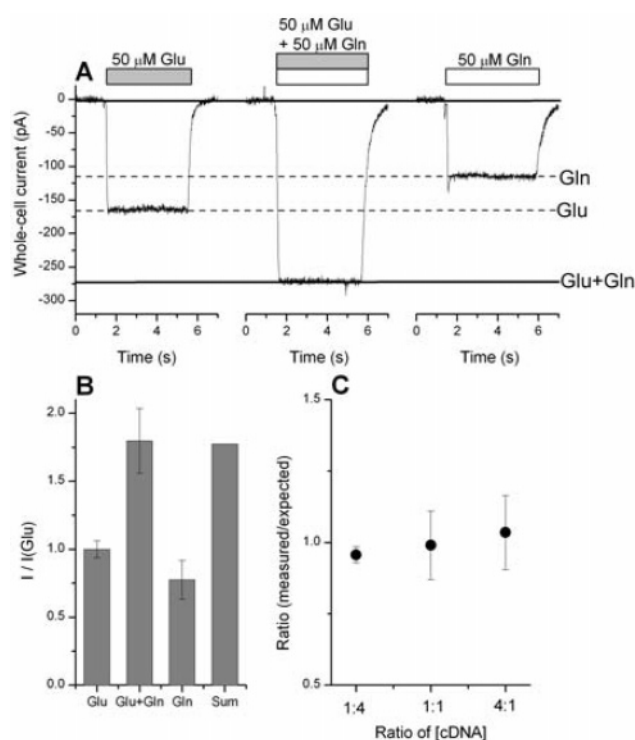 A
50 μM Glu
50 μM Glu
+ 50 μM Gln
50 μM Gln
Whole-cell current (pA)
0
-50
-100
-150
-200
-250
-300
Gln
Glu
Glu+Gln
0 2 4 6 0 2 4 6 0 2 4 6
Time (s) Time (s) Time (s)
B
I / I(Glu)
2.0
1.5
1.0
0.5
0.0
Glu Glu+Gln Gln Sum
C
Ratio (measured/expected)
1.5
1.0
0.5
1:4 1:1 4:1
Ratio of [cDNA]